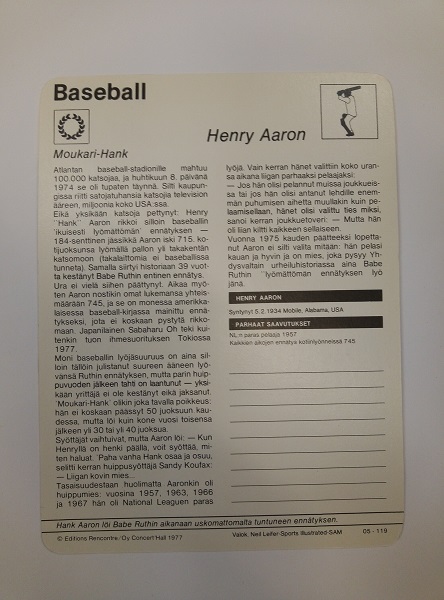 Baseball
Henry Aaron
Moukari-Hank
Atlantan baseball-stadionille mahtuu
100.000 katsojaa, ja huhtikuun 8. päivänä
1974 se oli tupaten täynnä. Silti kaupun-
gissa riitti satojatuhansia katsojia television
ääreen, miljoonia koko USA:ssa.
Eikä yksikään katsoja pettynyt: Henry
"Hank" Aaron rikkoi silloin baseballin
"ikuisesti lyömättömän" ennätyksen —
184-senttinen jässikkä Aaron iski 715. ko-
tijuoksunsa lyömällä pallon yli takakentän
katsomoon (takalaittomia ei baseballissa
tunneta). Samalla siirtyi historiaan 39 vuot-
ta kestänyt Babe Ruthin entinen ennätys.
Ura ei vielä siihen päättynyt. Aikaa myö-
ten Aaron nostikin omat lukemansa yhteis-
määrään 745, ja se on monessa amerikka-
laisessa baseball-kirjassa mainittu ennä-
tykseksi, jota ei koskaan pystytä rikko-
maan. Japanilainen Sabaharu Oh teki kui-
tenkin tuon ihmesuorituksen Tokiossa
1977.
Moni baseballin lyöjäsuuruus on aina sil-
loin tällöin julistanut suureen ääneen lyö-
vänsä Ruthin ennätyksen, mutta parin huip-
puvuoden jälkeen tahti on laantunut — yksi-
kään yrittäjä ei ole kestänyt eikä jaksanut.
'Moukari-Hank' olikin joka tavalla poikkeus:
hän ei koskaan päässyt 50 juoksuun kau-
dessa, mutta löi kuin kone vuosi toisensa
jälkeen yli 30 tai yli 40 juoksua.
Syöttäjät vaihtuivat, mutta Aaron löi: — Kun
Henryllä on henki päällä, voit syöttää, mi-
ten haluat. 'Paha vanha Hank osaa ja osuu,
selitti kerran huippusyöttäjä Sandy Koufax:
— Liigan kovin mies...
Tasaisuudestaan huolimatta Aaronkin oli
huippumes: vuosina 1957, 1963, 1966
ja 1967 hän oli National Leaguen paras
lyöjä. Vain kerran hänet valittiin koko uran-
sa aikana liigan parhaaksi pelaajaksi:
— Jos hän olisi pelannut muissa joukkueis-
sa tai jos hän olisi antanut lehdille enem-
män puhumisen aihetta muullakin kuin pe-
laamisellaan, hänet olisi valittu ties miksi,
sanoi kerran joukkuetoveri: — Mutta hän
oli liian kiltti kaikkeen sellaiseen.
Vuonna 1975 kauden päätteeksi lopetta-
nut Aaron ei silti valita mitään: hän pelasi
kauan ja hyvin ja on mies, joka pysyy Yh-
dysvaltain urheiluhistoriassa aina Babe
Ruthin "lyömättömän ennätyksen lyö
jänä.
HENRY AARON
Syntynyt 5.2.1934 Mobile, Alabama, USA
PARHAAT SAAVUTUKSET
NL:n paras pelaaja 1957
Kaikkien aikojen ennätys kotiinlyönneissä 745
Hank Aaron löi Babe Ruthin aikanaan uskomattomalta tuntuneen ennätyksen.
© Editions Rencontre/Oy Concert Hall 1977
Valok. Neil Leifer-Sports Illustrated-SAM
05 - 119